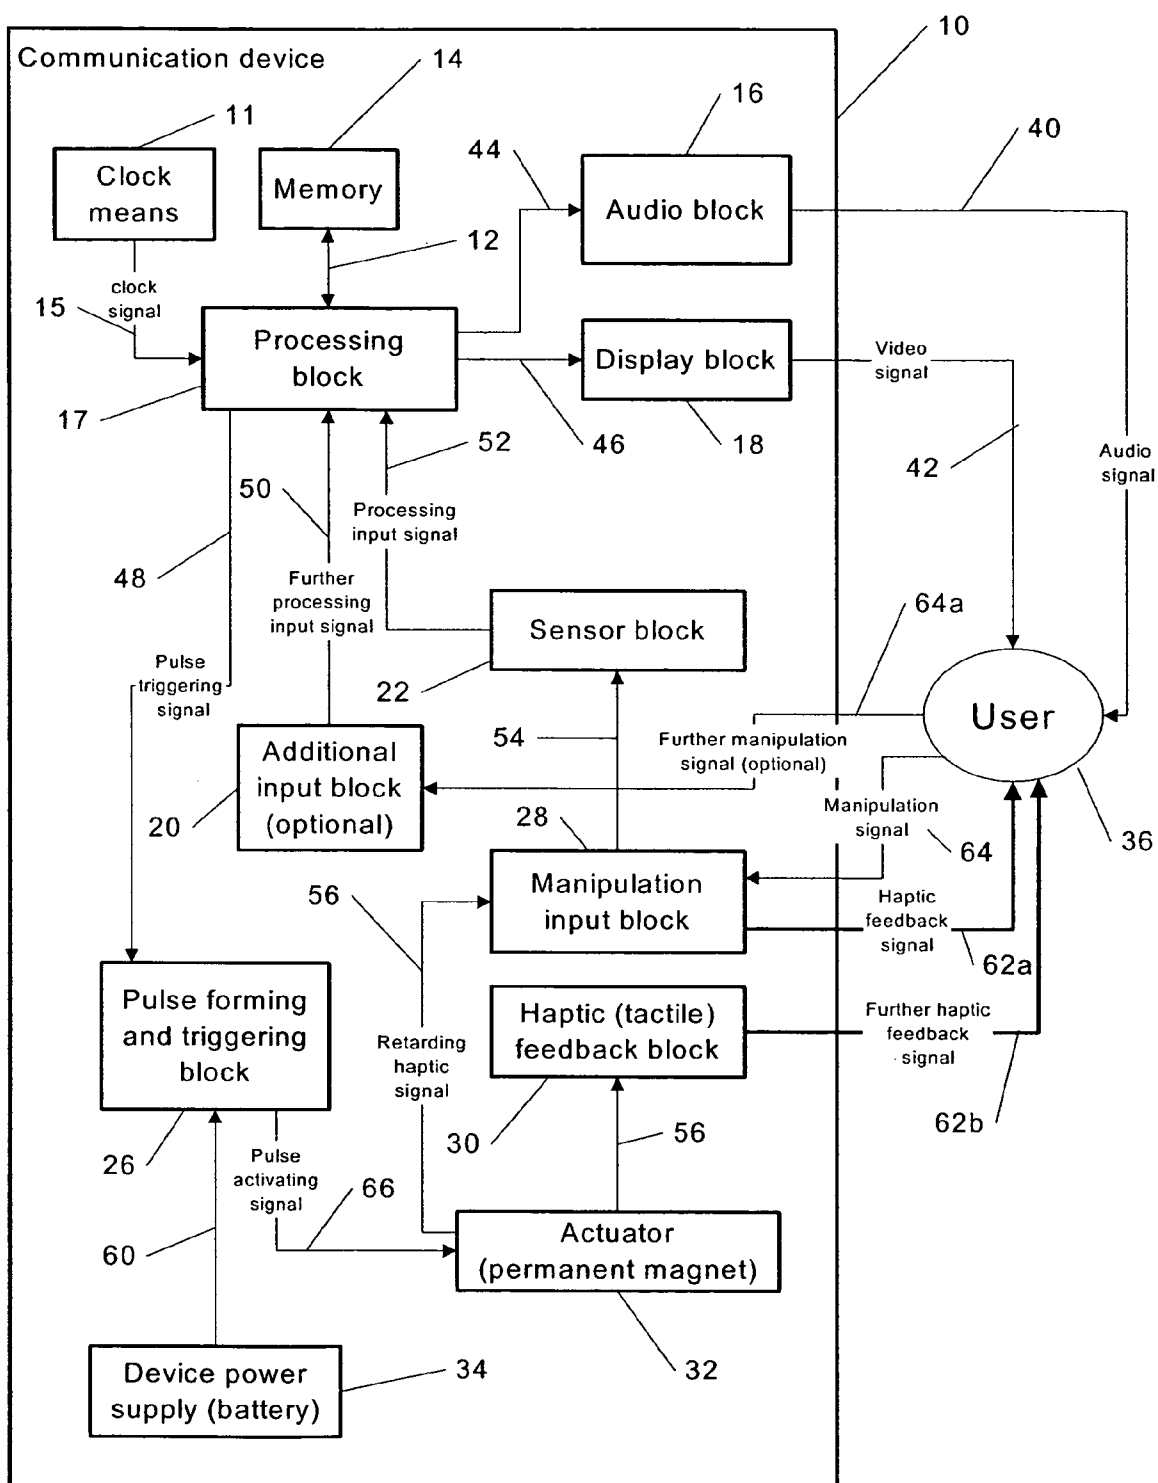 10
Communication device
14
16
11
40
44
Clock
means
Memory
Audio block
12
clock
signal
15
Processing
block
Display block
Video
signal
17
46
18
52
42
Audio
signal
50
Processing
input signal
48
Further
processing
input signal
64a
Sensor block
Pulse
triggering
signal
22
User
54
Further manipulation
signal (optional)
Additional
input block
(optional)
20
28
Manipulation
signal
64
36
56
Manipulation
input block
Haptic
feedback
signal
62a
Pulse forming
and triggering
block
Haptic (tactile)
feedback block
Further haptic
feedback
signal
Retarding
haptic
signal
62b
30
56
26
Pulse
activating
signal
66
60
Actuator
(permanent magnet)
Device power
supply (battery)
34
32